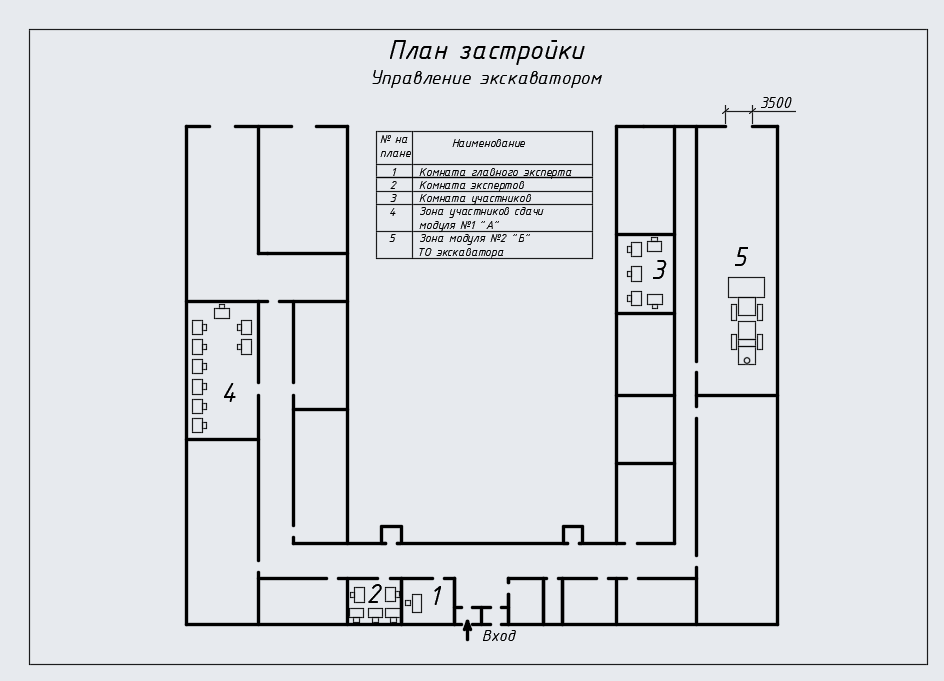 План застройки
Управление экскаватором
3500
№ на
плане
Наименование
1 Комната главного эксперта
2 Комната экспертов
3 Комната участников
4 Зона участников сдачи
модуля №1 "А"
5 Зона модуля №2 "Б"
ТО экскаватора
3
5
4
2
1
Вход